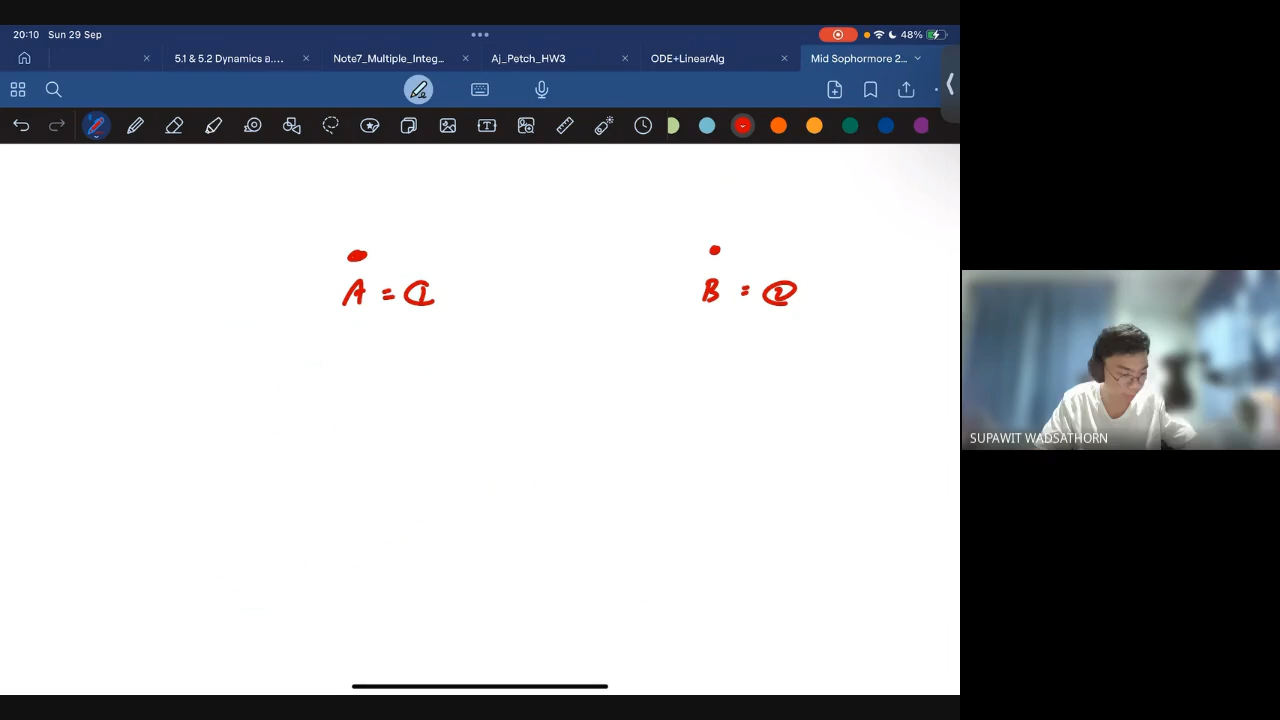 20:10 Sun 29 Sep
48%
5.1 & 5.2 Dynamics a.... Note7_Multiple_Integ... Aj_Petch_HW3 ODE+LinearAlg Mid Sophormore 2...
A = ①
B = ②
SUPAWIT WADSATHORN